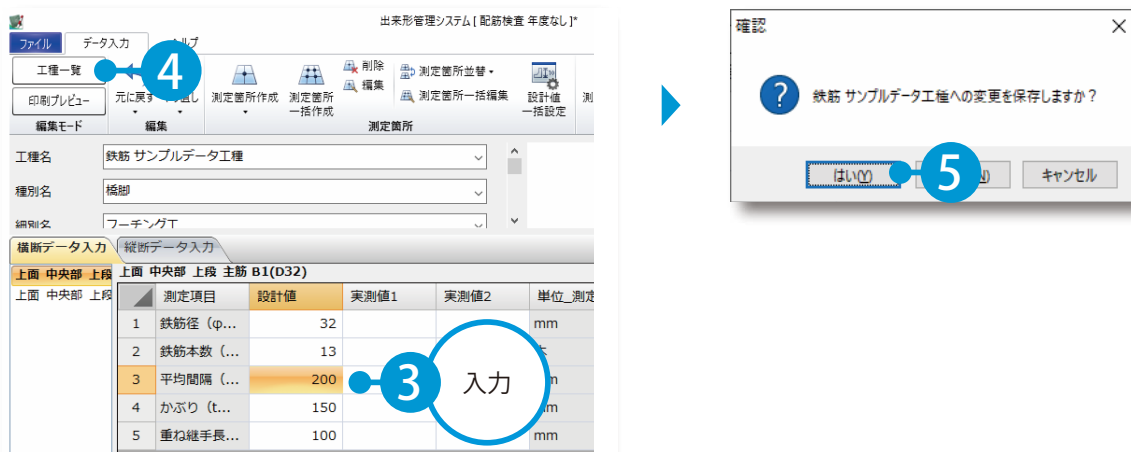 出来形管理システム [ 配筋検査 年度なし ]*
ファイル データ入力 ヘルプ
工種一覧
印刷プレビュー
編集モード
4
元に戻す
編集
測定箇所作成
測定箇所
一括作成
削除
編集
測定箇所並替
測定箇所一括編集
測定箇所
設計値
一括設定
測
工種名 鉄筋 サンプルデータ工種
種別名 橋脚
細別名 フーチング工
横断データ入力 縦断データ入力
上面 中央部 上段
上面 中央部 上段
上面 中央部 上段 主筋 B1(D32)
測定項目 設計値 実測値1 実測値2 単位_測定
1 鉄筋径（φ... 32 mm
2 鉄筋本数（... 13
3 平均間隔（... 200
4 かぶり（t... 150 mm
5 重ね継手長... 100 mm
3 入力
確認
鉄筋 サンプルデータ工種への変更を保存しますか？
はい(Y) 5 キャンセル